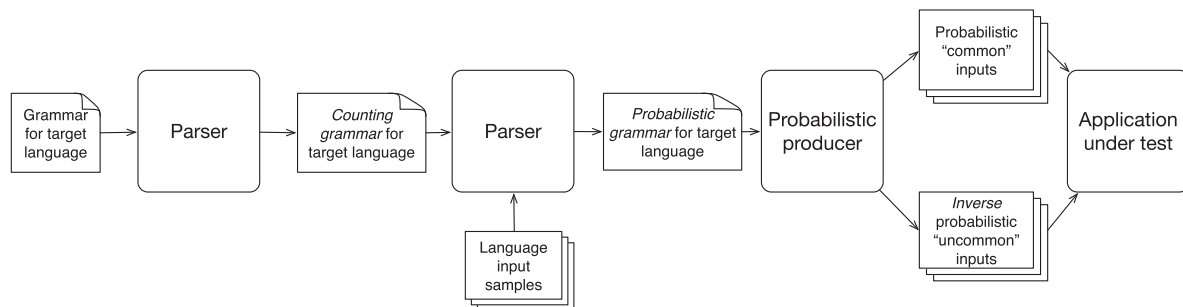 Grammar
for target
language
Parser
Counting
grammar for
target language
Parser
Language
input
samples
Probabilistic
grammar for target
language
Probabilistic
producer
Probabilistic
“common”
inputs
Inverse
probabilistic
“uncommon”
inputs
Application
under test